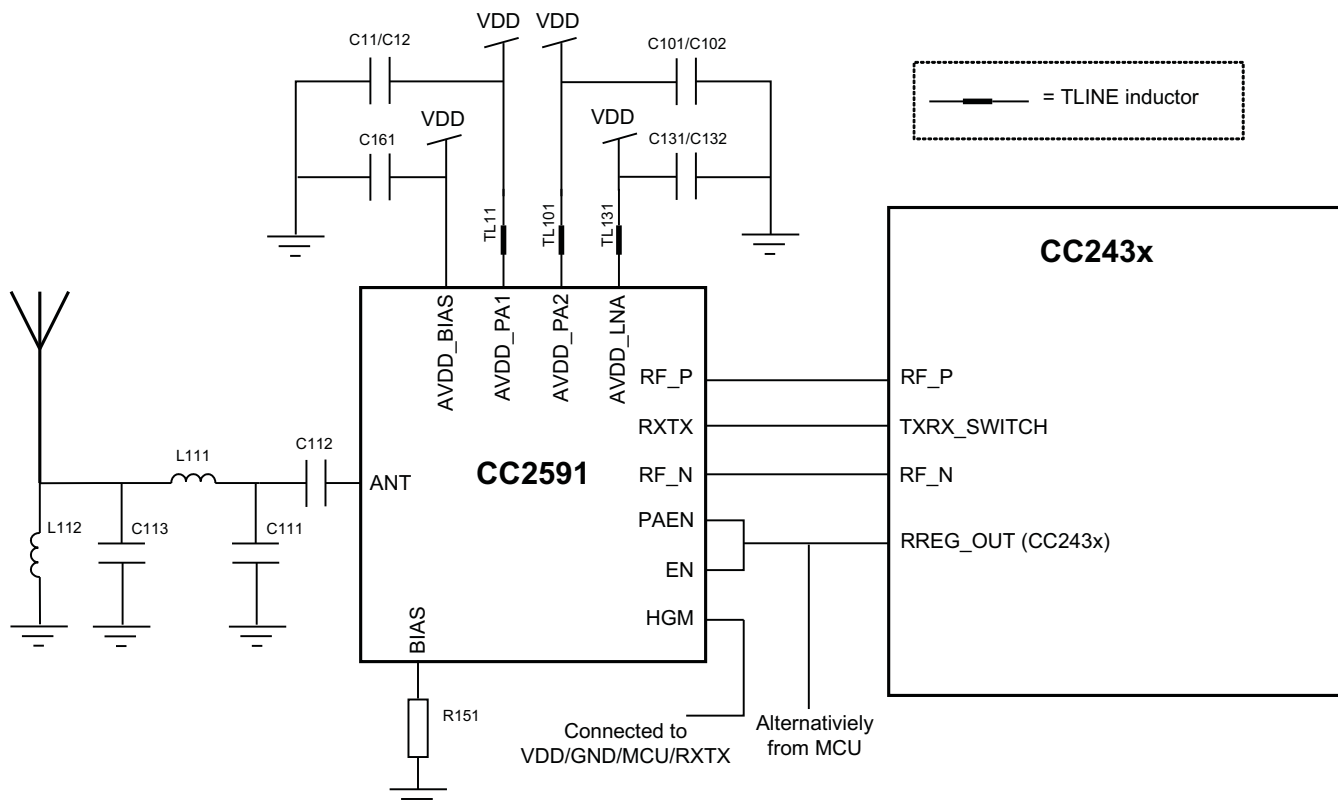 VDD
VDD
C11/C12
C101/C102
= TLINE inductor
VDD
VDD
C161
C131/C132
TL11
TL101
TL131
CC243x
AVDD_BIAS
AVDD_PA1
AVDD_PA2
AVDD_LNA
RF_P
RF_P
RXTX
TXRX_SWITCH
C112
L111
ANT
CC2591
RF_N
RF_N
L112
C113
C111
PAEN
RREG_OUT (CC243x)
EN
HGM
BIAS
R151
Connected to
VDD/GND/MCU/RXTX
Alternativiely
from MCU